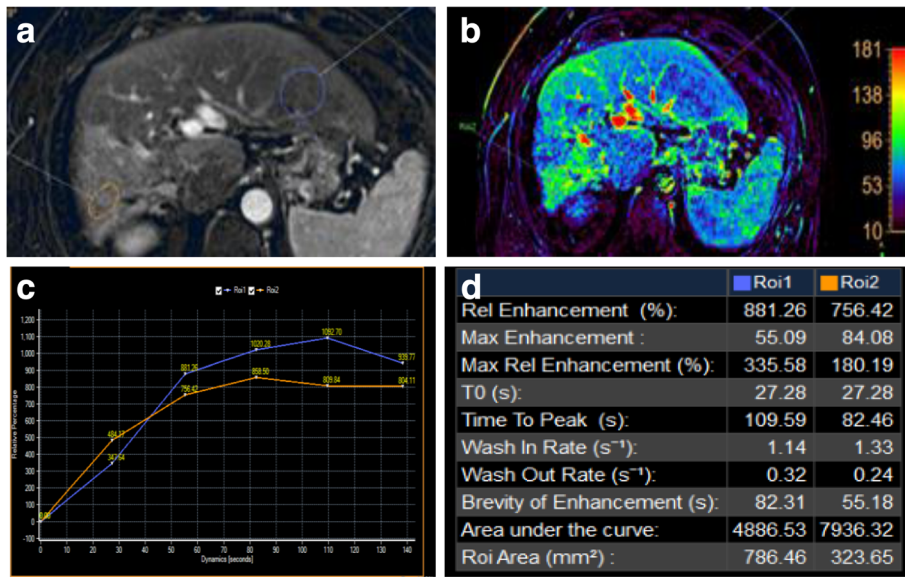 a
b
Roi2
181
138
96
53
10
c
Roi1 Roi2
1,200
1,100
1,000
900
800
700
600
500
400
300
200
100
0
-100
Relative Percentage
0.00
484.17
881.26
756.42
1020.28
858.50
1092.70
809.84
939.77
804.11
0 10 20 30 40 50 60 70 80 90 100 110 120 130 140
Dynamics [seconds]
d
Roi1 Roi2
Rel Enhancement (%): 881.26 756.42
Max Enhancement : 55.09 84.08
Max Rel Enhancement (%): 335.58 180.19
T0 (s): 27.28 27.28
Time To Peak (s): 109.59 82.46
Wash In Rate (s⁻¹): 1.14 1.33
Wash Out Rate (s⁻¹): 0.32 0.24
Brevity of Enhancement (s): 82.31 55.18
Area under the curve: 4886.53 7936.32
Roi Area (mm²) : 786.46 323.65